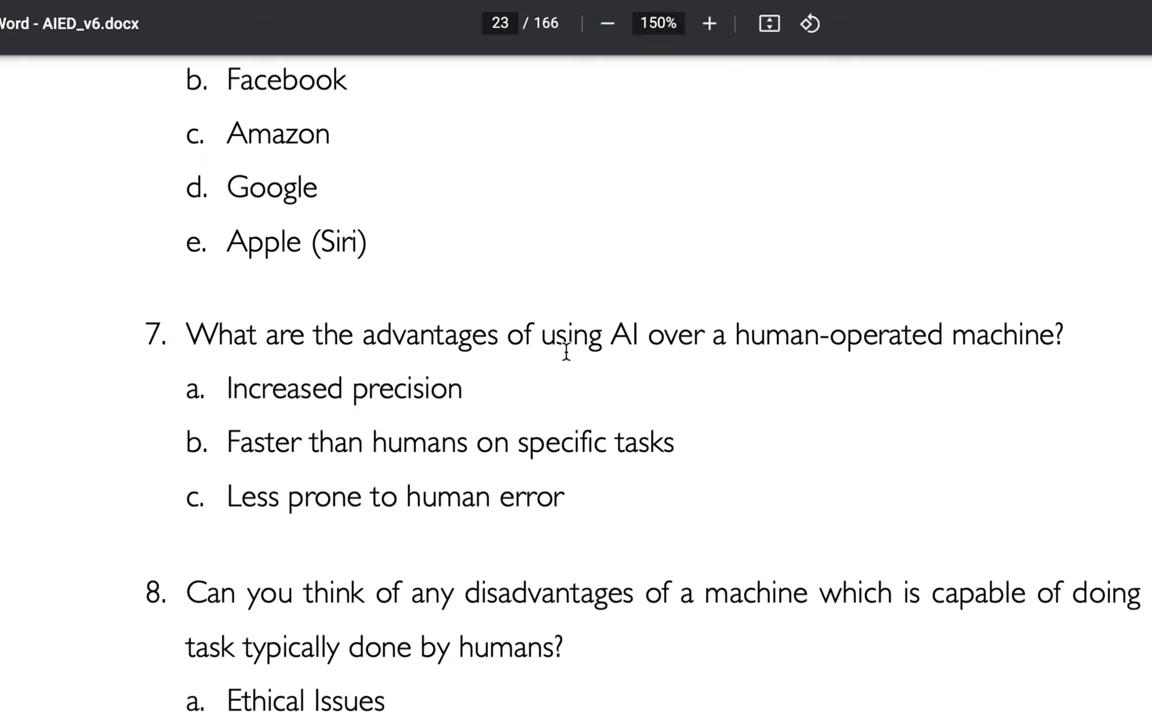 Word - AIED_v6.docx 23 / 166 150%
b. Facebook
c. Amazon
d. Google
e. Apple (Siri)
7. What are the advantages of using AI over a human-operated machine?
a. Increased precision
b. Faster than humans on specific tasks
c. Less prone to human error
8. Can you think of any disadvantages of a machine which is capable of doing
task typically done by humans?
a. Ethical Issues